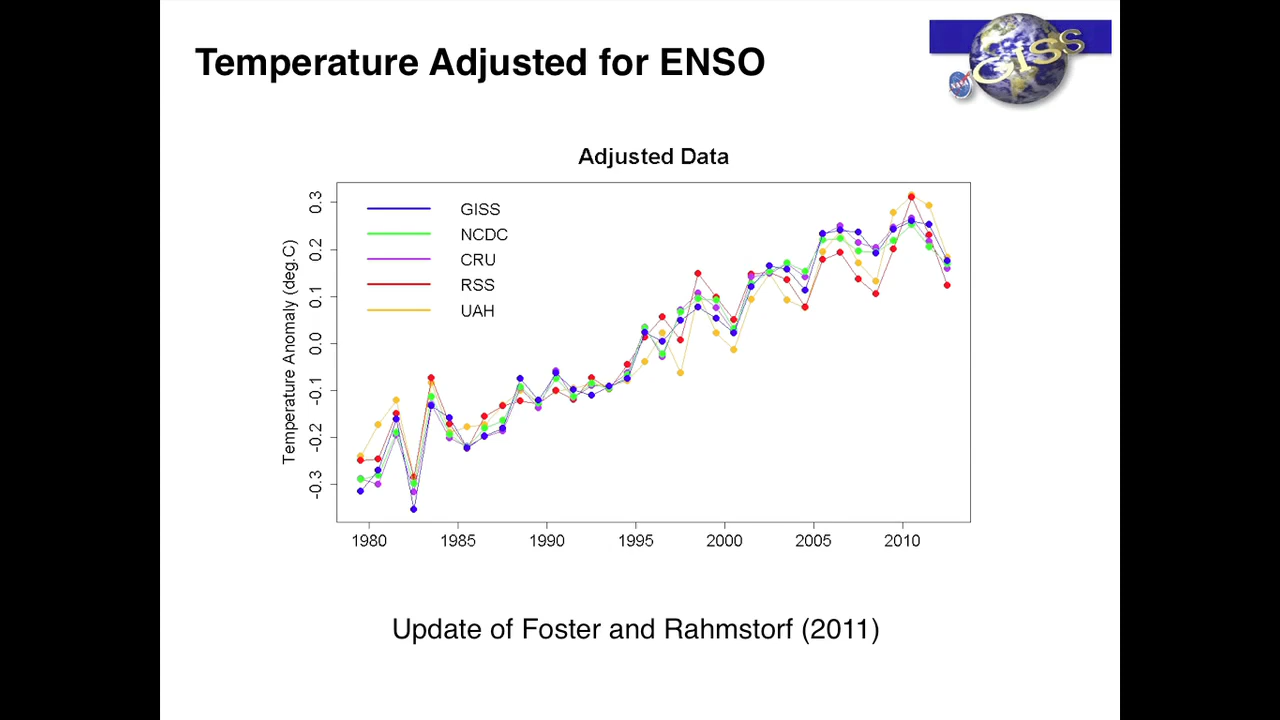 Temperature Adjusted for ENSO
GISS
NASA
Adjusted Data
Temperature Anomaly (deg.C)
0.3
0.2
0.1
0.0
-0.1
-0.2
-0.3
GISS
NCDC
CRU
RSS
UAH
1980 1985 1990 1995 2000 2005 2010
Update of Foster and Rahmstorf (2011)